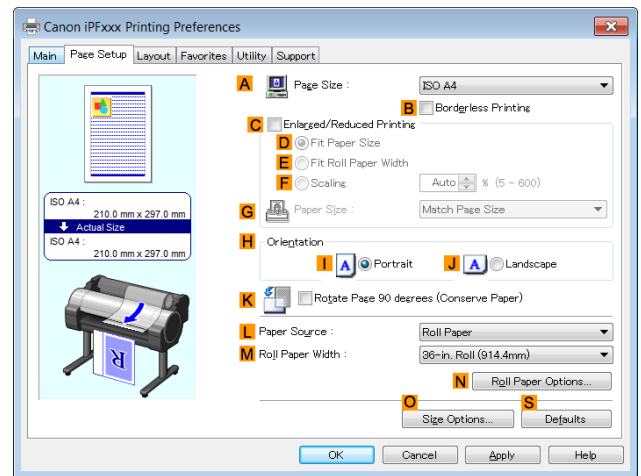 Canon iPFxxx Printing Preferences
Main Page Setup Layout Favorites Utility Support
A Page Size : ISO A4
B Borderless Printing
C Enlarged/Reduced Printing
D Fit Paper Size
E Fit Roll Paper Width
F Scaling Auto % (5 - 600)
G Paper Size : Match Page Size
ISO A4 :
210.0 mm x 297.0 mm
Actual Size
ISO A4 :
210.0 mm x 297.0 mm
H Orientation
I A Portrait J A Landscape
K Rotate Page 90 degrees (Conserve Paper)
L Paper Source : Roll Paper
M Roll Paper Width : 36-in. Roll (914.4mm)
N Roll Paper Options...
O Size Options... S Defaults
R
OK Cancel Apply Help